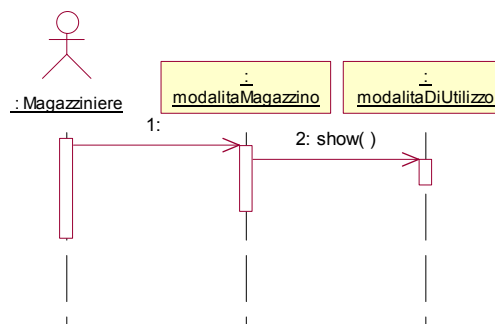 : Magazziniere
:
modalitaMagazzino
:
modalitaDiUtilizzo
1:
2: show( )